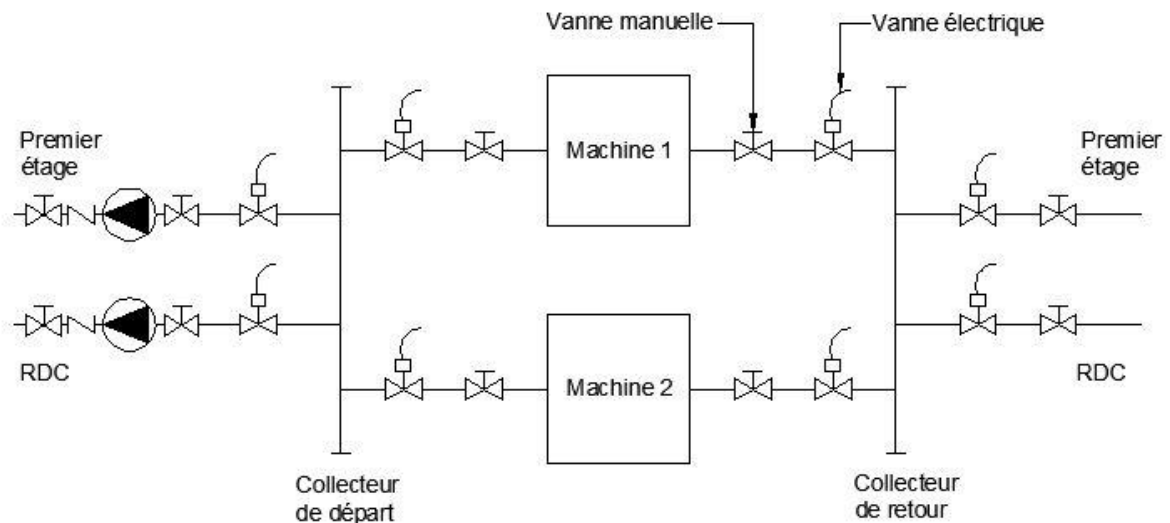 Vanne manuelle
Vanne électrique
Premier
étage
Machine 1
Premier
étage
RDC
Machine 2
RDC
Collecteur
de départ
Collecteur
de retour